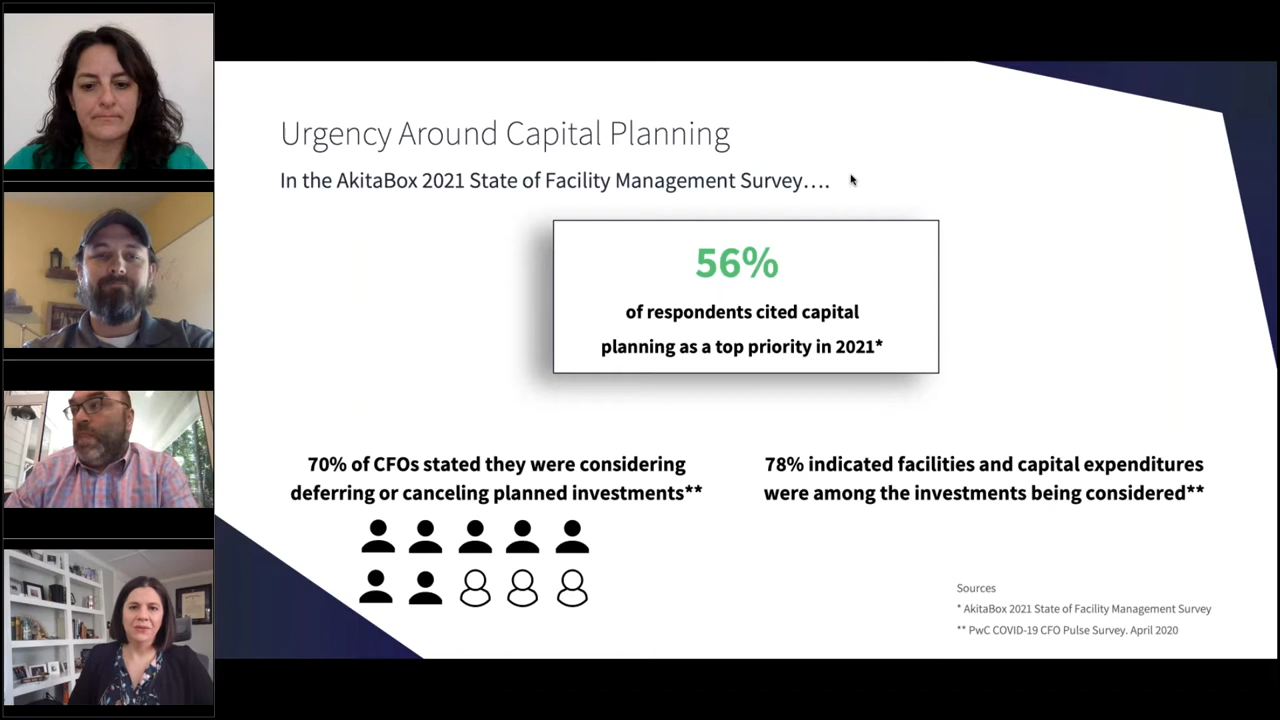 Urgency Around Capital Planning
In the AkitaBox 2021 State of Facility Management Survey....
56%
of respondents cited capital
planning as a top priority in 2021*
70% of CFOs stated they were considering
deferring or canceling planned investments**
78% indicated facilities and capital expenditures
were among the investments being considered**
Sources
* AkitaBox 2021 State of Facility Management Survey
** PwC COVID-19 CFO Pulse Survey. April 2020